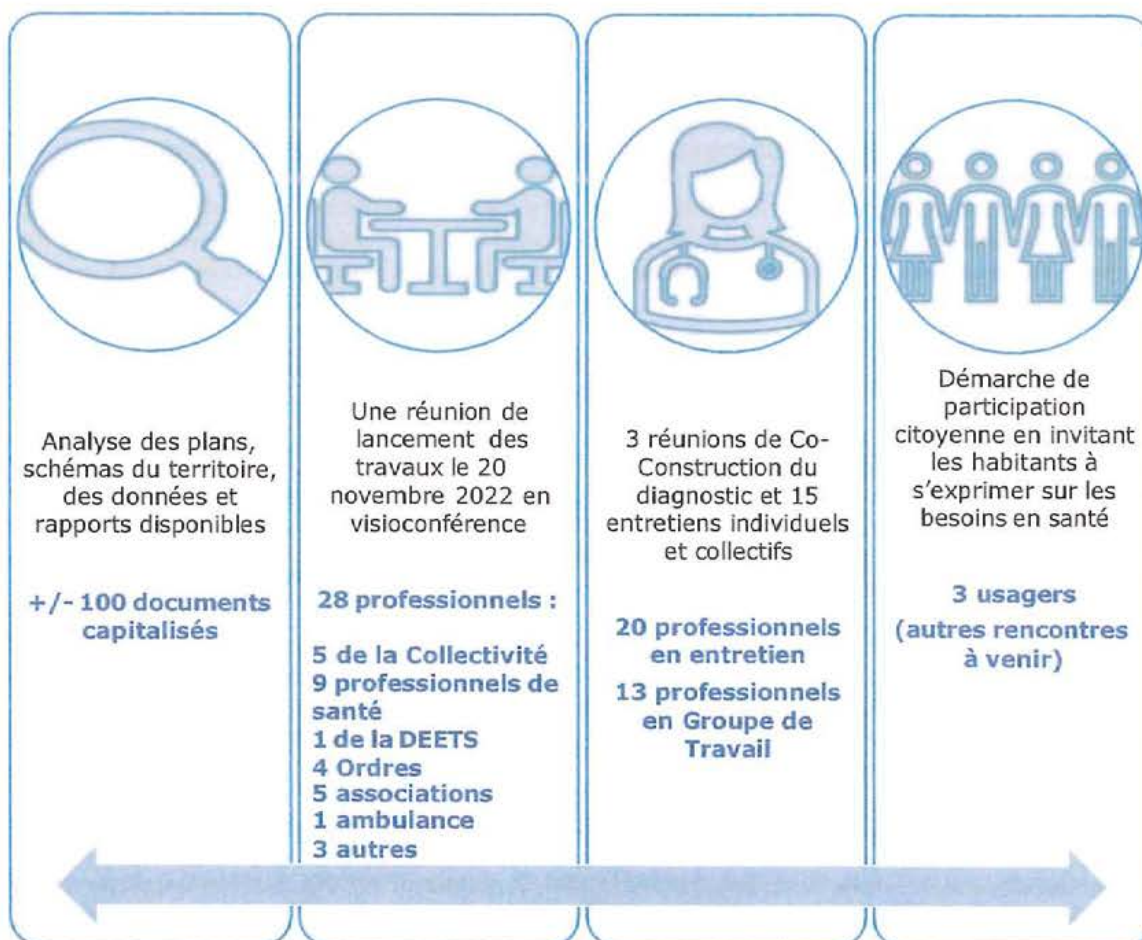 Analyse des plans,
schémas du territoire,
des données et
rapports disponibles
+/- 100 documents
capitalisés
Une réunion de
lancement des
travaux le 20
novembre 2022 en
visioconférence
28 professionnels :
5 de la Collectivité
9 professionnels de
santé
1 de la DEETS
4 Ordres
5 associations
1 ambulance
3 autres
3 réunions de Co-
Construction du
diagnostic et 15
entretiens individuels
et collectifs
20 professionnels
en entretien
13 professionnels
en Groupe de
Travail
Démarche de
participation
citoyenne en invitant
les habitants à
s'exprimer sur les
besoins en santé
3 usagers
(autres rencontres
à venir)